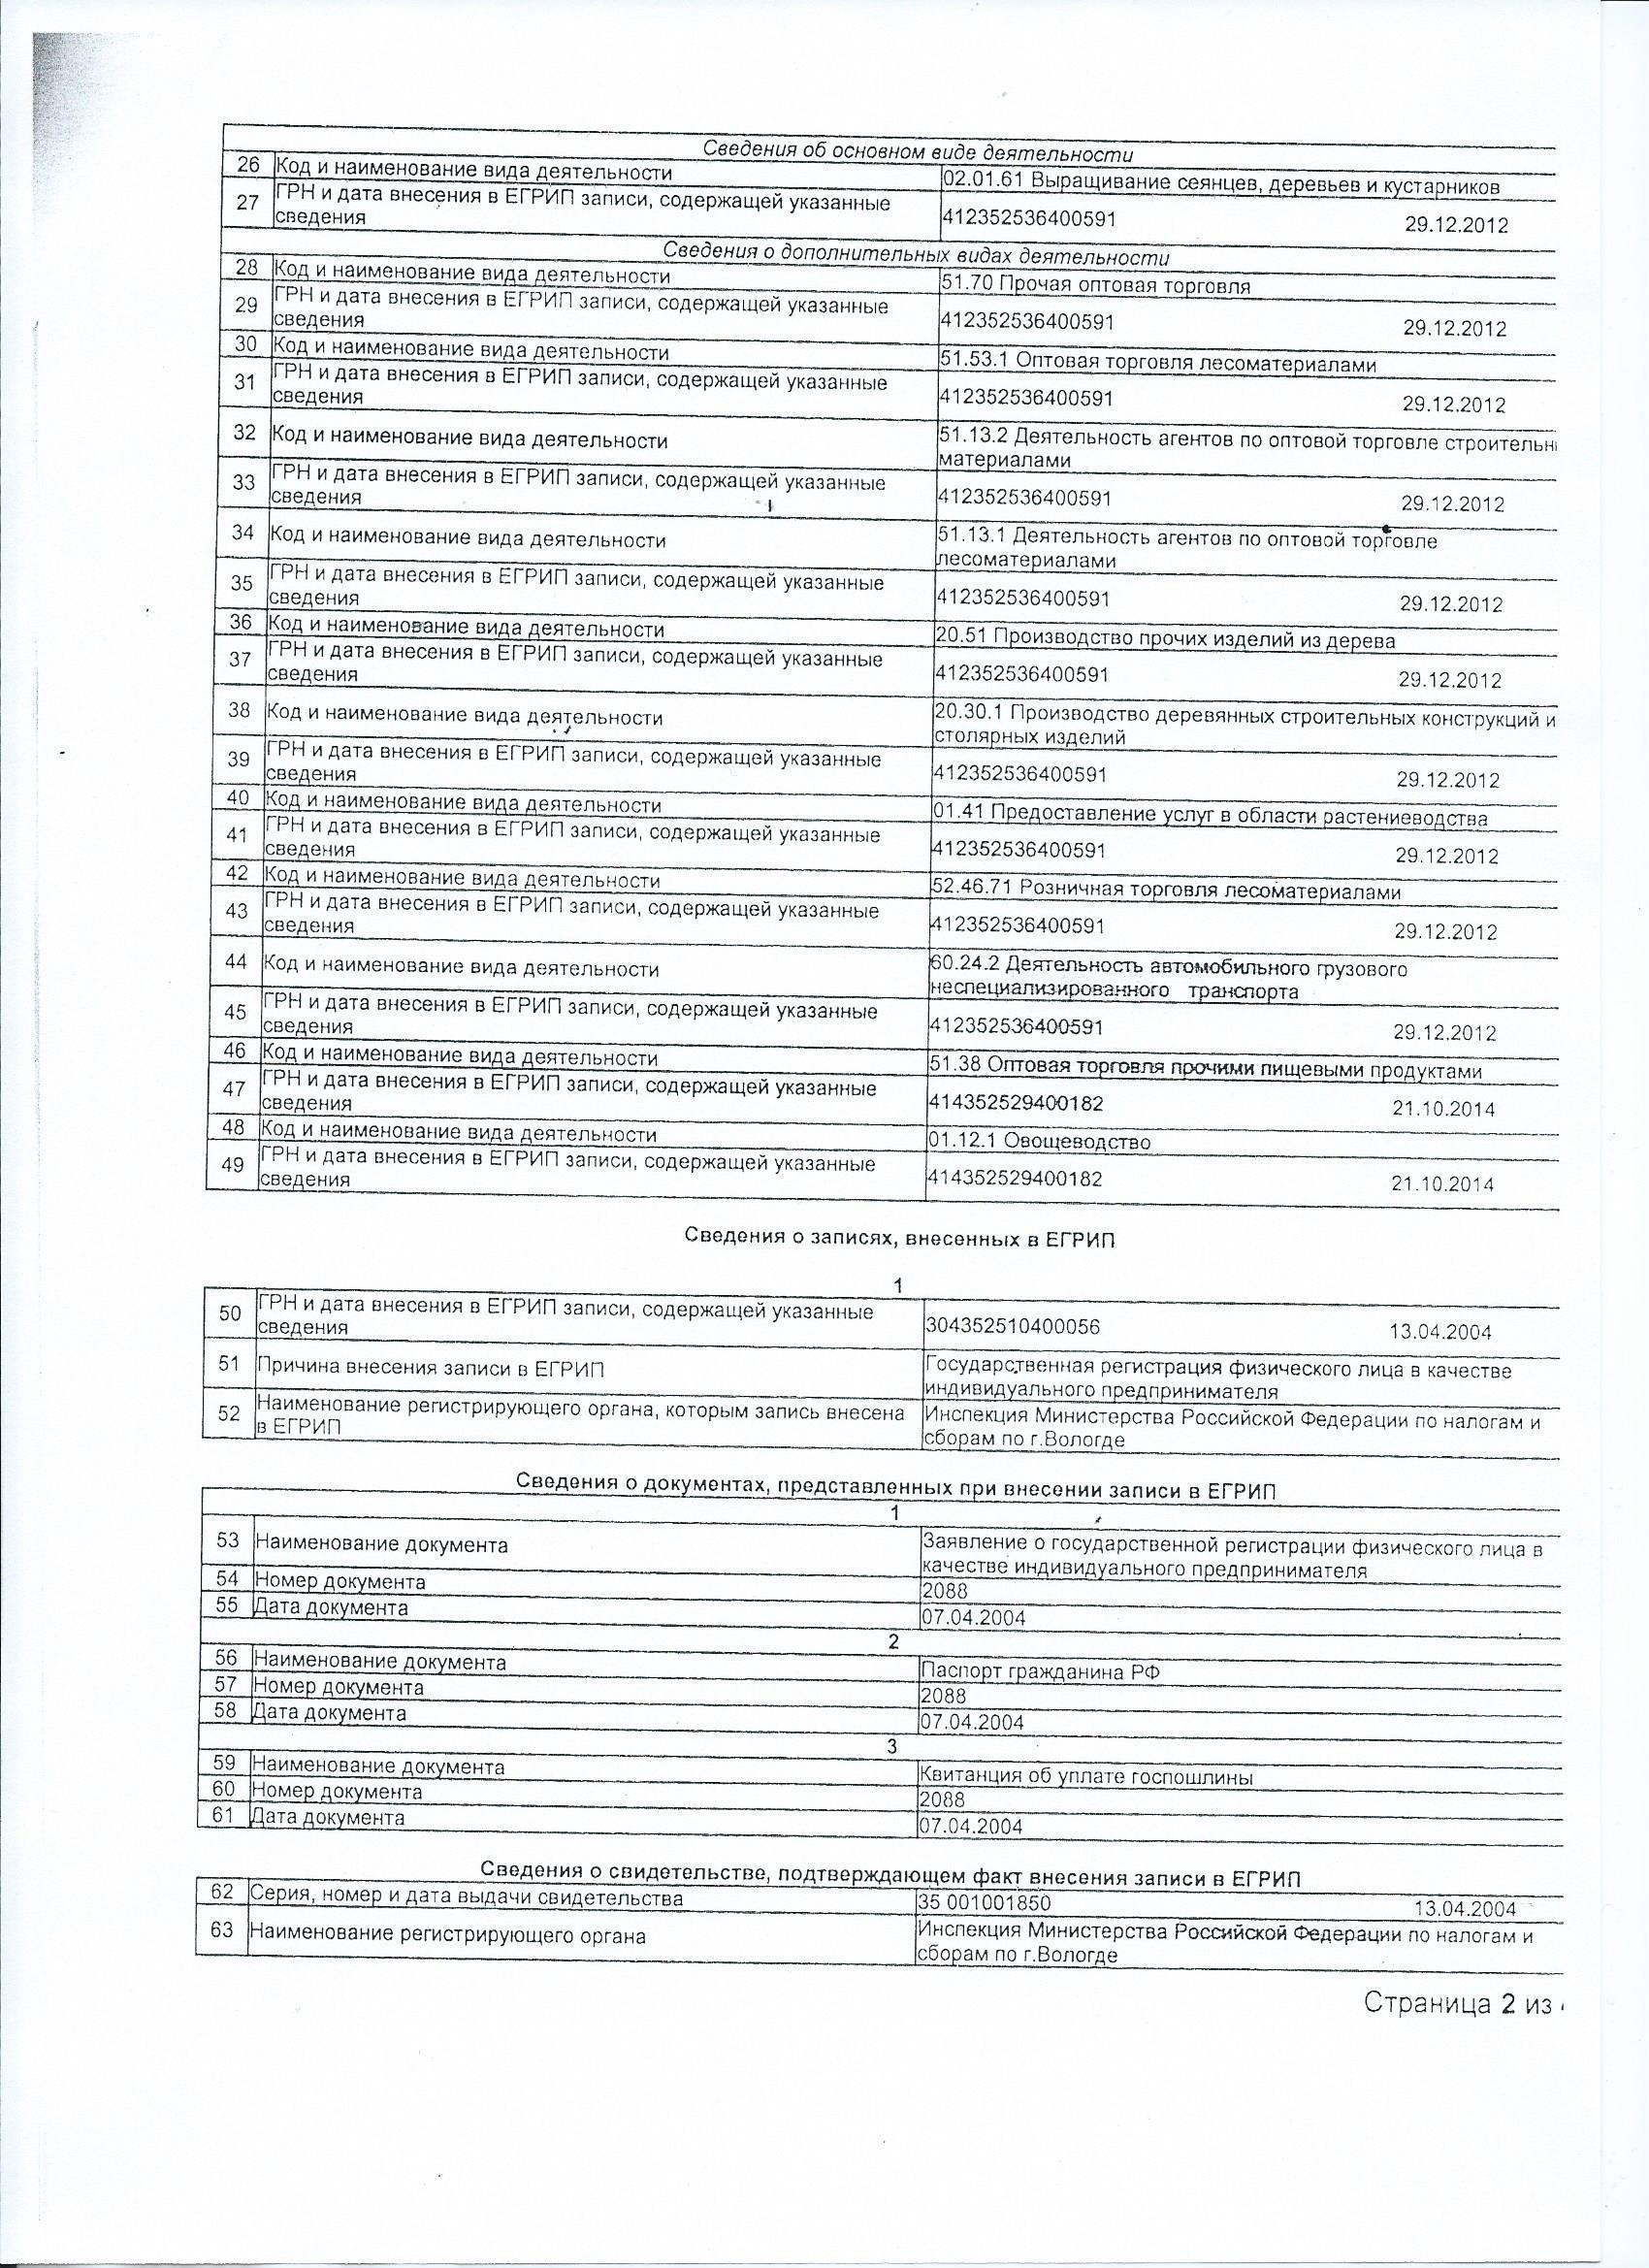 Сведения об основном виде деятельности
26 Код и наименование вида деятельности 02.01.61 Выращивание сеянцев, деревьев и кустарников
27 ГРН и дата внесения в ЕГРИП записи, содержащей указанные
сведения 412352536400591 29.12.2012
Сведения о дополнительных видах деятельности
28 Код и наименование вида деятельности 51.70 Прочая оптовая торговля
29 ГРН и дата внесения в ЕГРИП записи, содержащей указанные
сведения 412352536400591 29.12.2012
30 Код и наименование вида деятельности 51.53.1 Оптовая торговля лесоматериалами
31 ГРН и дата внесения в ЕГРИП записи, содержащей указанные
сведения 412352536400591 29.12.2012
32 Код и наименование вида деятельности 51.13.2 Деятельность агентов по оптовой торговле строительн
материалами
33 ГРН и дата внесения в ЕГРИП записи, содержащей указанные
сведения 412352536400591 29.12.2012
34 Код и наименование вида деятельности 51.13.1 Деятельность агентов по оптовой торговле
лесоматериалами
35 ГРН и дата внесения в ЕГРИП записи, содержащей указанные
сведения 412352536400591 29.12.2012
36 Код и наименование вида деятельности 20.51 Производство прочих изделий из дерева
37 ГРН и дата внесения в ЕГРИП записи, содержащей указанные
сведения 412352536400591 29.12.2012
38 Код и наименование вида деятельности 20.30.1 Производство деревянных строительных конструкций и
столярных изделий
39 ГРН и дата внесения в ЕГРИП записи, содержащей указанные
сведения 412352536400591 29.12.2012
40 Код и наименование вида деятельности 01.41 Предоставление услуг в области растениеводства
41 ГРН и дата внесения в ЕГРИП записи, содержащей указанные
сведения 412352536400591 29.12.2012
42 Код и наименование вида деятельности 52.46.71 Розничная торговля лесоматериалами
43 ГРН и дата внесения в ЕГРИП записи, содержащей указанные
сведения 412352536400591 29.12.2012
44 Код и наименование вида деятельности 60.24.2 Деятельность автомобильного грузового
неспециализированного транспорта
45 ГРН и дата внесения в ЕГРИП записи, содержащей указанные
сведения 412352536400591 29.12.2012
46 Код и наименование вида деятельности 51.38 Оптовая торговля прочими пищевыми продуктами
47 ГРН и дата внесения в ЕГРИП записи, содержащей указанные
сведения 414352529400182 21.10.2014
48 Код и наименование вида деятельности 01.12.1 Овощеводство
49 ГРН и дата внесения в ЕГРИП записи, содержащей указанные
сведения 414352529400182 21.10.2014
Сведения о записях, внесенных в ЕГРИП
1
50 ГРН и дата внесения в ЕГРИП записи, содержащей указанные
сведения 304352510400056 13.04.2004
51 Причина внесения записи в ЕГРИП Государственная регистрация физического лица в качестве
индивидуального предпринимателя
52 Наименование регистрирующего органа, которым запись внесена Инспекция Министерства Российской Федерации по налогам и
в ЕГРИП сборам по г.Вологде
Сведения о документах, представленных при внесении записи в ЕГРИП
1
53 Наименование документа Заявление о государственной регистрации физического лица в
качестве индивидуального предпринимателя
54 Номер документа 2088
55 Дата документа 07.04.2004
2
56 Наименование документа Паспорт гражданина РФ
57 Номер документа 2088
58 Дата документа 07.04.2004
3
59 Наименование документа Квитанция об уплате госпошлины
60 Номер документа 2088
61 Дата документа 07.04.2004
Сведения о свидетельстве, подтверждающем факт внесения записи в ЕГРИП
62 Серия, номер и дата выдачи свидетельства 35 001001850 13.04.2004
63 Наименование регистрирующего органа Инспекция Министерства Российской Федерации по налогам и
сборам по г.Вологде
Страница 2 из